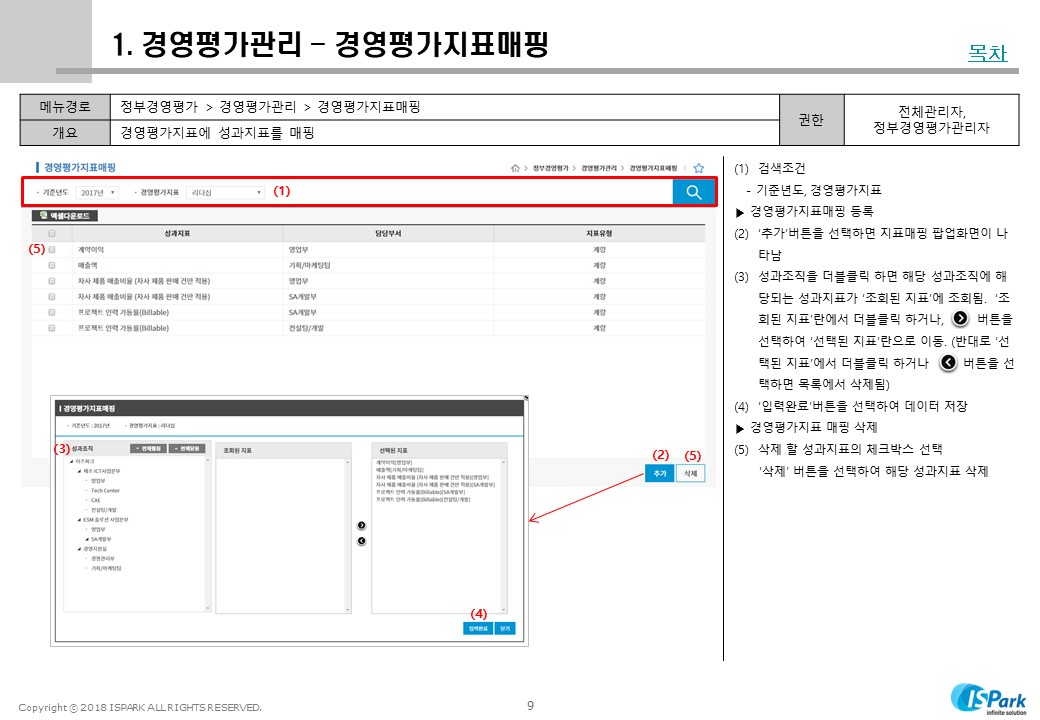 1. 경영평가관리 – 경영평가지표매핑
목차
메뉴경로
정부경영평가 > 경영평가관리 > 경영평가지표매핑
권한
전체관리자,
정부경영평가관리자
개요
경영평가지표에 성과지표를 매핑
경영평가지표매핑
> 정부경영평가 > 경영평가관리 > 경영평가지표매핑
기준년도 2017년 경영평가지표 리더십 (1)
엑셀다운로드
성과지표 담당부서 지표유형
(5) 계약이익 영업부 계량
매출액 기획/마케팅팀 계량
자사 제품 매출비율 (자사 제품 판매 건만 적용) 영업부 계량
자사 제품 매출비율 (자사 제품 판매 건만 적용) SA개발부 계량
프로젝트 인력 가동률(Billable) SA개발부 계량
프로젝트 인력 가동률(Billable) 컨설팅/개발 계량
(2) (5)
추가 삭제
경영평가지표매핑
기준년도 : 2017년 경영평가지표 : 리더십
(3) 성과조직 전체펼침 전체닫음
이즈파크
제조 ICT사업본부
영업부
Tech Center
CAE
컨설팅/개발
ESM 솔루션 사업본부
영업부
SA개발부
경영지원실
경영관리부
기획/마케팅팀
조회된 지표
선택된 지표
계약이익[영업부]
매출액[기획/마케팅팀]
자사 제품 매출비율 (자사 제품 판매 건만 적용)[영업부]
자사 제품 매출비율 (자사 제품 판매 건만 적용)[SA개발부]
프로젝트 인력 가동률(Billable)[SA개발부]
프로젝트 인력 가동률(Billable)[컨설팅/개발]
(4)
입력완료 닫기
(1) 검색조건
- 기준년도, 경영평가지표
▶ 경영평가지표매핑 등록
(2) ‘추가’버튼을 선택하면 지표매핑 팝업화면이 나
타남
(3) 성과조직을 더블클릭 하면 해당 성과조직에 해
당되는 성과지표가 ‘조회된 지표’에 조회됨. ‘조
회된 지표’란에서 더블클릭 하거나, 버튼을
선택하여 ‘선택된 지표’란으로 이동. (반대로 ‘선
택된 지표’에서 더블클릭 하거나 버튼을 선
택하면 목록에서 삭제됨)
(4) ‘입력완료’버튼을 선택하여 데이터 저장
▶ 경영평가지표 매핑 삭제
(5) 삭제 할 성과지표의 체크박스 선택
‘삭제’ 버튼을 선택하여 해당 성과지표 삭제
Copyright ⓒ 2018 ISPARK ALL RIGHTS RESERVED.
9
ISPark
infinite solution